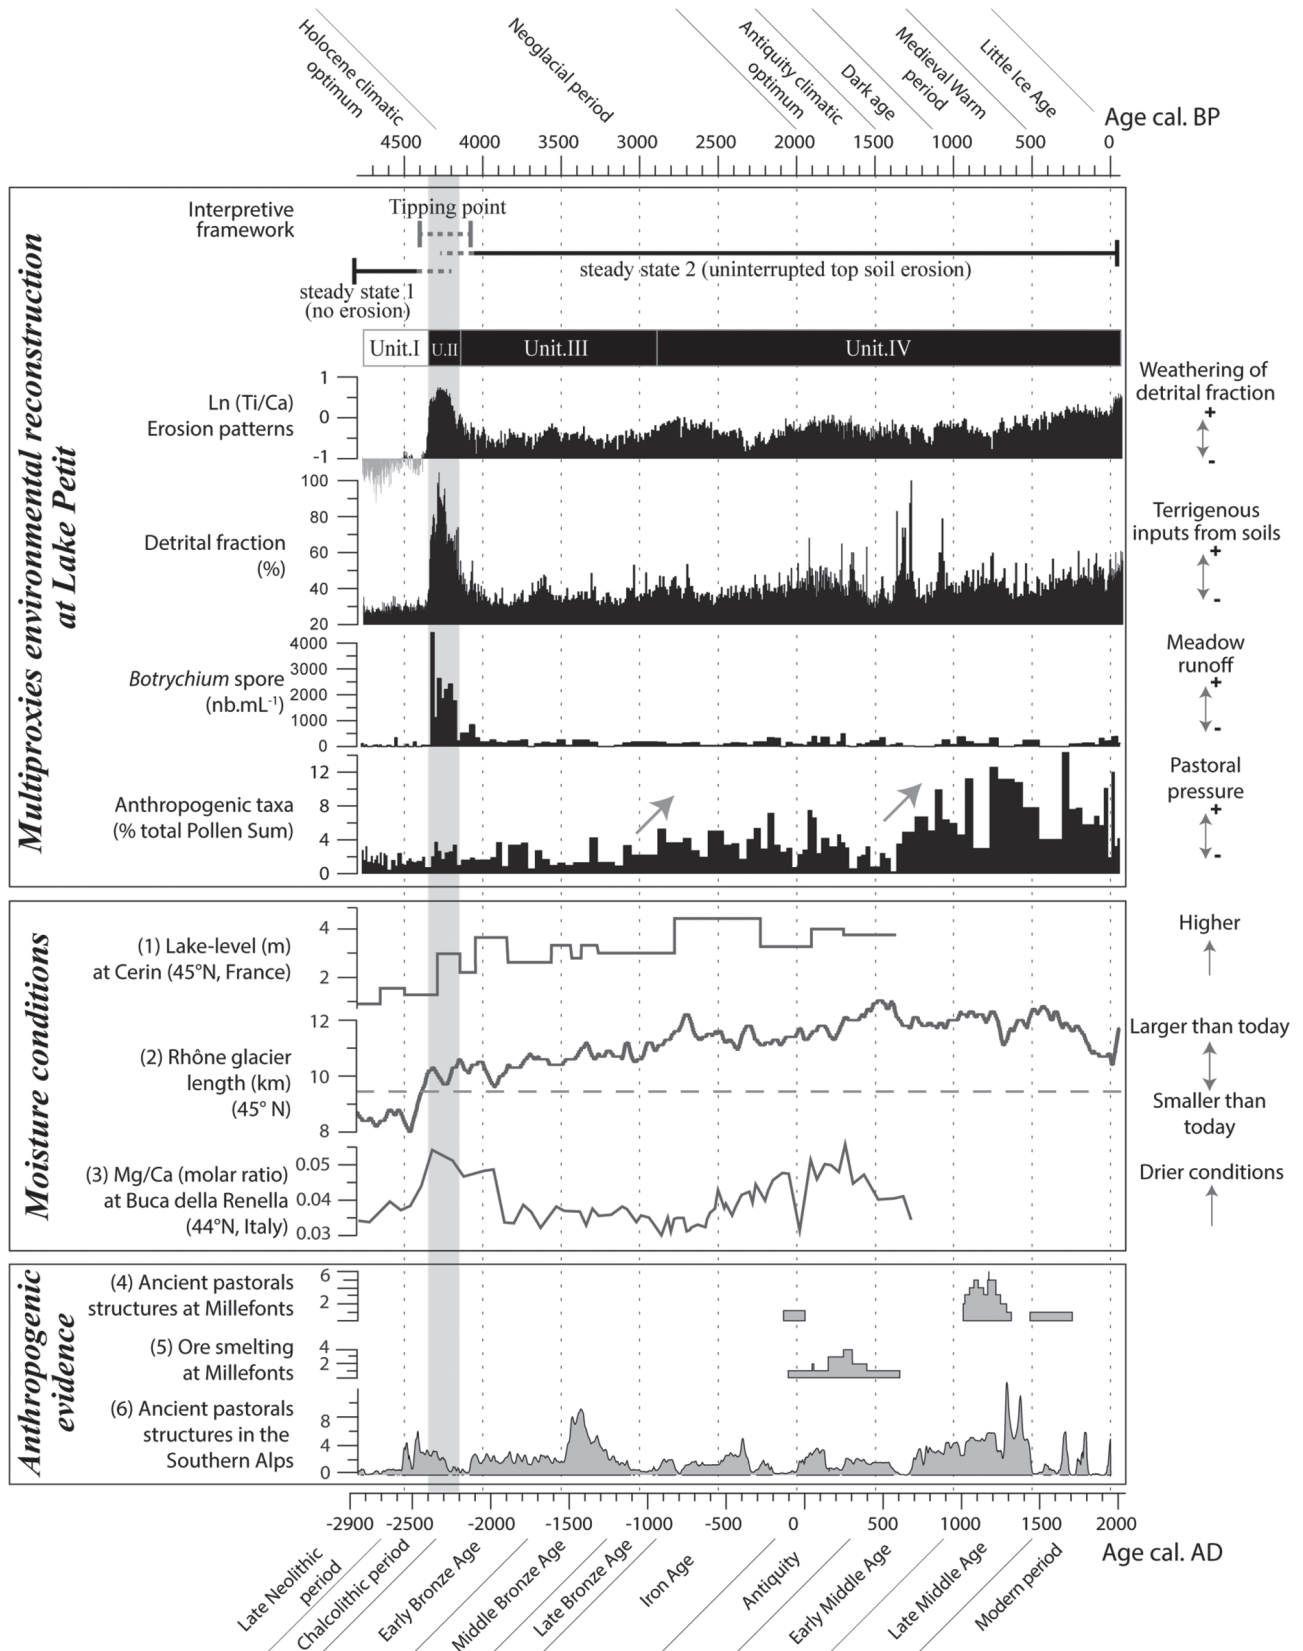 Holocene climatic
optimum
Neoglacial period
Antiquity climatic
optimum
Dark age
Medieval Warm
period
Little Ice Age
Age cal. BP
4500 4000 3500 3000 2500 2000 1500 1000 500 0
Multiproxies environmental reconstruction
at Lake Petit
Interpretive
framework
Tipping point
steady state 2 (uninterrupted top soil erosion)
steady state 1
(no erosion)
Unit.I U.II Unit.III Unit.IV
Ln (Ti/Ca)
Erosion patterns
1
0
-1
Weathering of
detrital fraction
+
-
Detrital fraction
(%)
100
80
60
40
20
Terrigenous
inputs from soils
+
-
Botrychium spore
(nb.mL-1)
4000
3000
2000
1000
0
Meadow
runoff
+
-
Anthropogenic taxa
(% total Pollen Sum)
12
8
4
0
Pastoral
pressure
+
-
Moisture conditions
(1) Lake-level (m)
at Cerin (45°N, France)
4
2
Higher
(2) Rhône glacier
length (km)
(45° N)
12
10
8
Larger than today
Smaller than
today
(3) Mg/Ca (molar ratio)
at Buca della Renella
(44°N, Italy)
0.05
0.04
0.03
Drier conditions
Anthropogenic
evidence
(4) Ancient pastorals
structures at Millefonts
6
2
(5) Ore smelting
at Millefonts
4
2
(6) Ancient pastorals
structures in the
Southern Alps
8
4
0
-2900 -2500 -2000 -1500 -1000 -500 0 500 1000 1500 2000
Age cal. AD
Late Neolithic
period
Chalcolithic period
Early Bronze Age
Middle Bronze Age
Late Bronze Age
Iron Age
Antiquity
Early Middle Age
Late Middle Age
Modern period